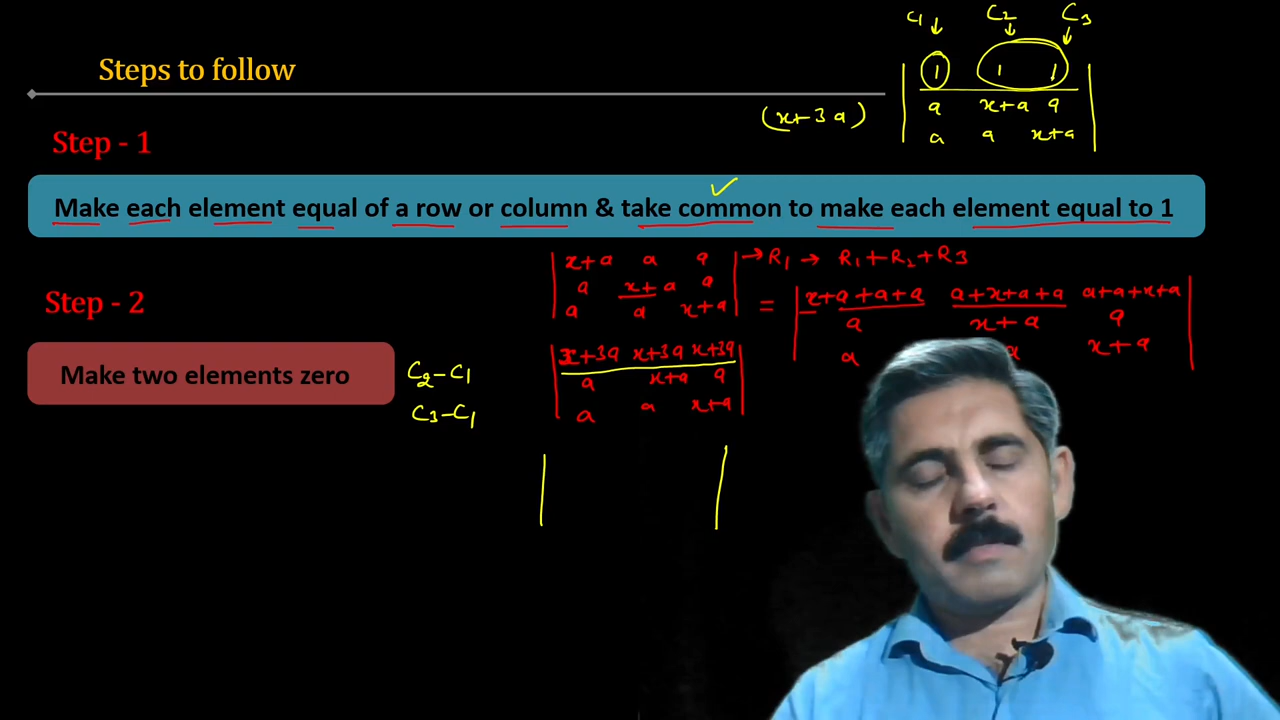 Steps to follow
C1 C2 C3
1 1 1
(x+3a)
a x+a a
a a x+a
Step - 1
Make each element equal of a row or column & take common to make each element equal to 1
x+a a a → R1 → R1+R2+R3
a x+a a
a a x+a
= x+a+a+a a+x+a+a a+a+x+a
a x+a a
a a x+a
Step - 2
Make two elements zero
C2-C1
C3-C1
x+3a x+3a x+3a
a x+a a
a a x+a